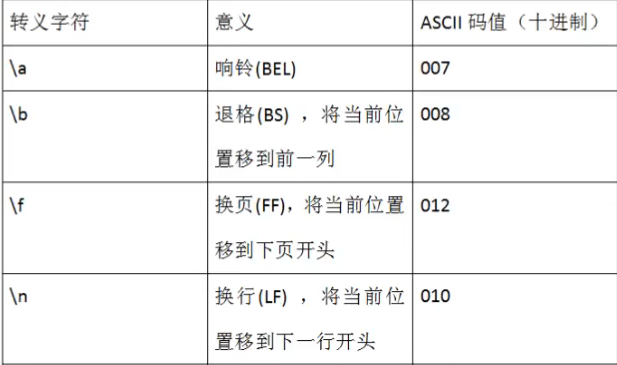 转义字符 意义 ASCII 码值（十进制）
\a 响铃(BEL) 007
\b 退格(BS) ，将当前位 008
置移到前一列
\f 换页(FF)，将当前位置 012
移到下页开头
\n 换行(LF) ，将当前位 010
置移到下一行开头